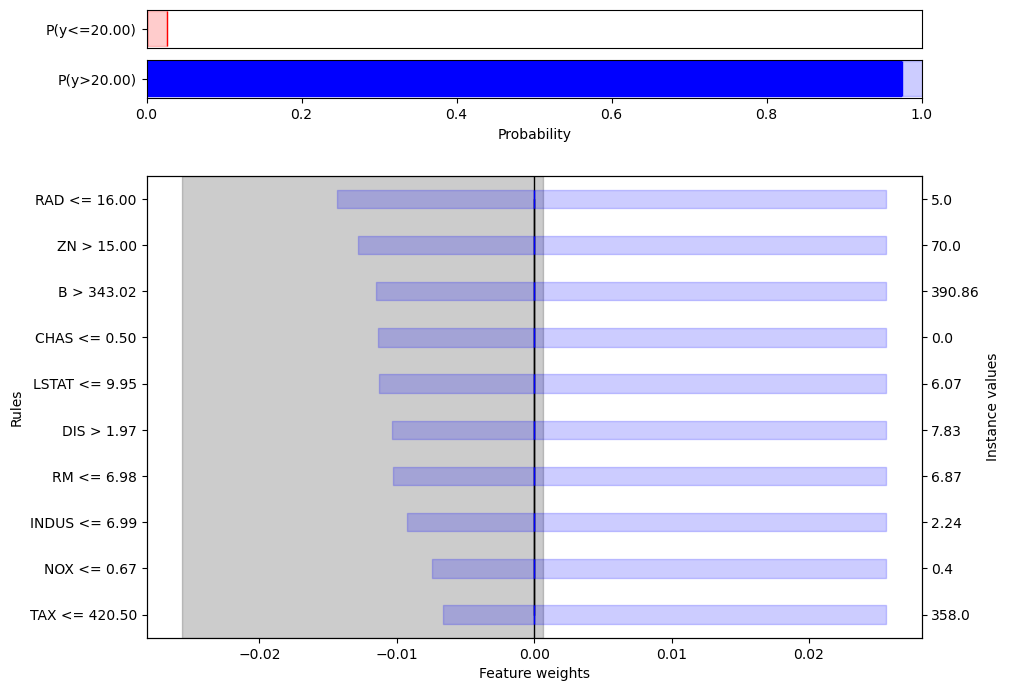 P(y<=20.00)
P(y>20.00)
0.0 0.2 0.4 0.6 0.8 1.0
Probability
RAD <= 16.00 5.0
ZN > 15.00 70.0
B > 343.02 390.86
CHAS <= 0.50 0.0
LSTAT <= 9.95 6.07
DIS > 1.97 7.83
RM <= 6.98 6.87
INDUS <= 6.99 2.24
NOX <= 0.67 0.4
TAX <= 420.50 358.0
Rules
Instance values
−0.02 −0.01 0.00 0.01 0.02
Feature weights